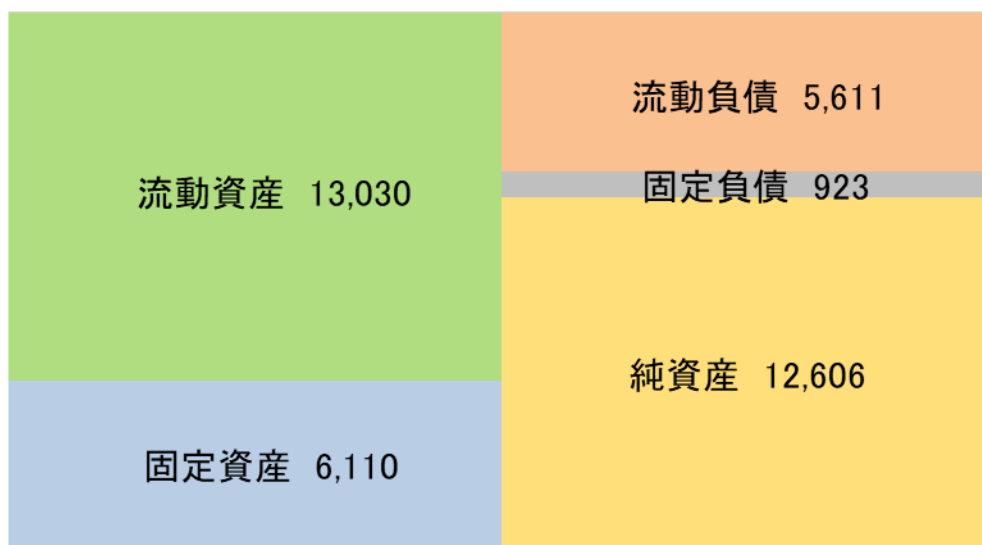 流動資産 13,030
固定資産 6,110
流動負債 5,611
固定負債 923
純資産 12,606